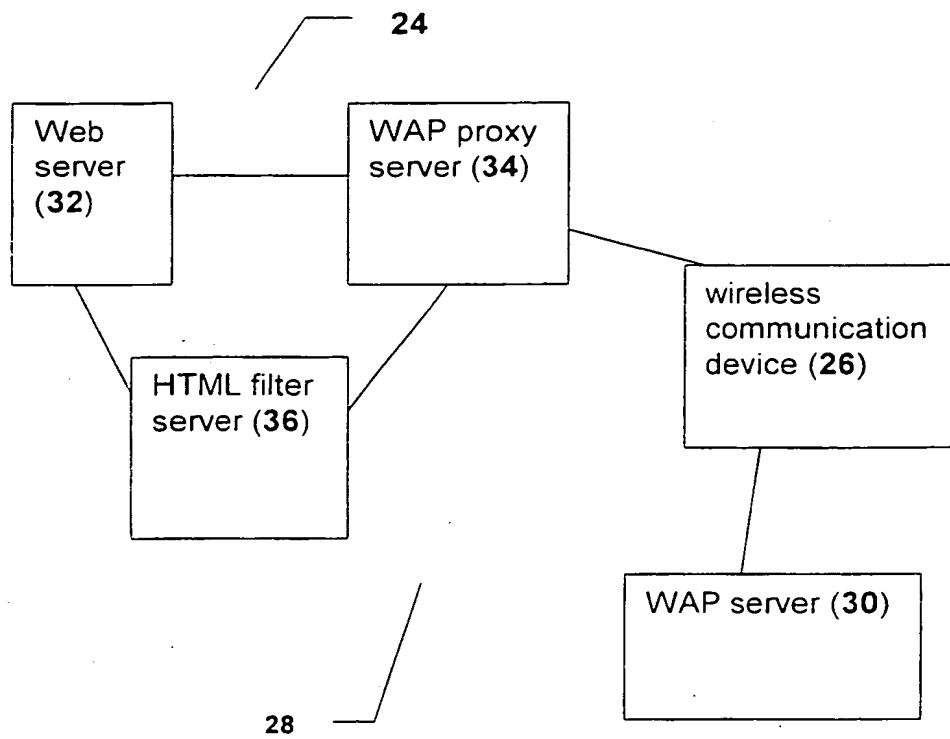 24
Web
server
(32)
WAP proxy
server (34)
wireless
communication
device (26)
HTML filter
server (36)
WAP server (30)
28